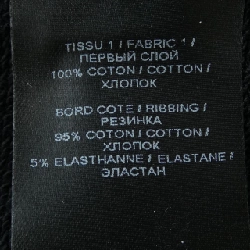 TISSU 1 / FABRIC 1 /
ПЕРВЫЙ СЛОЙ
100% COTON / COTTON /
ХЛОПОК
BORD COTE / RIBBING /
РЕЗИНКА
95% COTON / COTTON /
ХЛОПОК
5% ELASTHANNE / ELASTANE /
ЭЛАСТАН